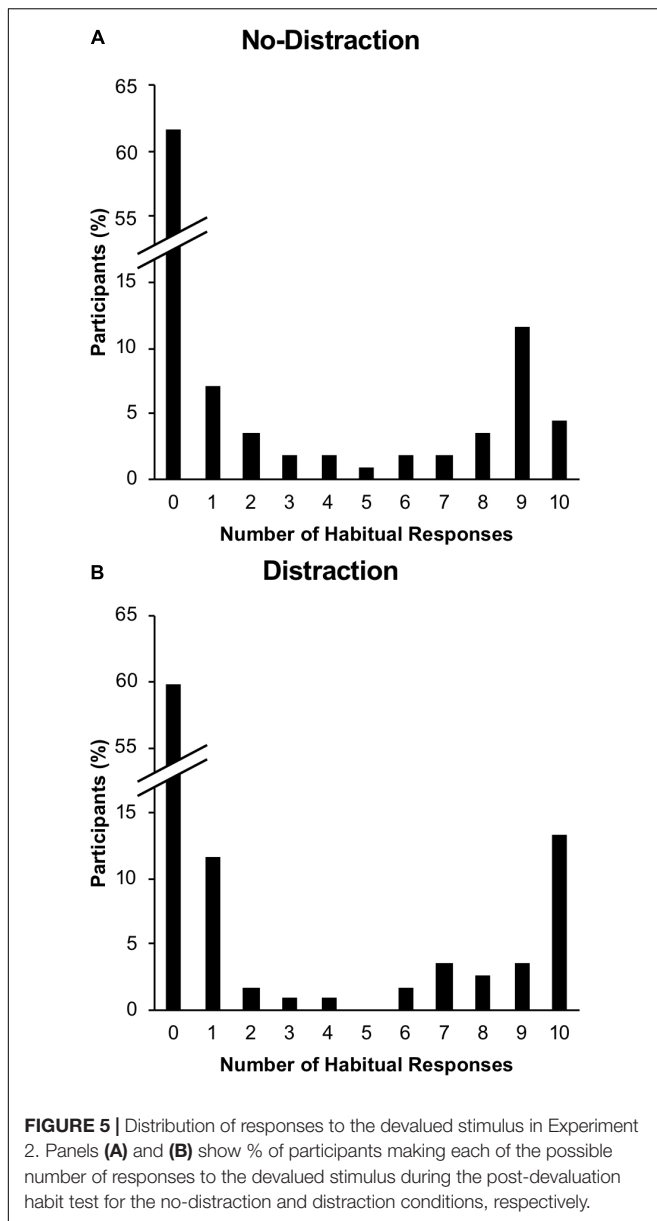 A
No-Distraction
65
60
55
15
10
5
0
Participants (%)
0 1 2 3 4 5 6 7 8 9 10
Number of Habitual Responses
B
Distraction
65
60
55
15
10
5
0
Participants (%)
0 1 2 3 4 5 6 7 8 9 10
Number of Habitual Responses
FIGURE 5 | Distribution of responses to the devalued stimulus in Experiment
2. Panels (A) and (B) show % of participants making each of the possible
number of responses to the devalued stimulus during the post-devaluation
habit test for the no-distraction and distraction conditions, respectively.